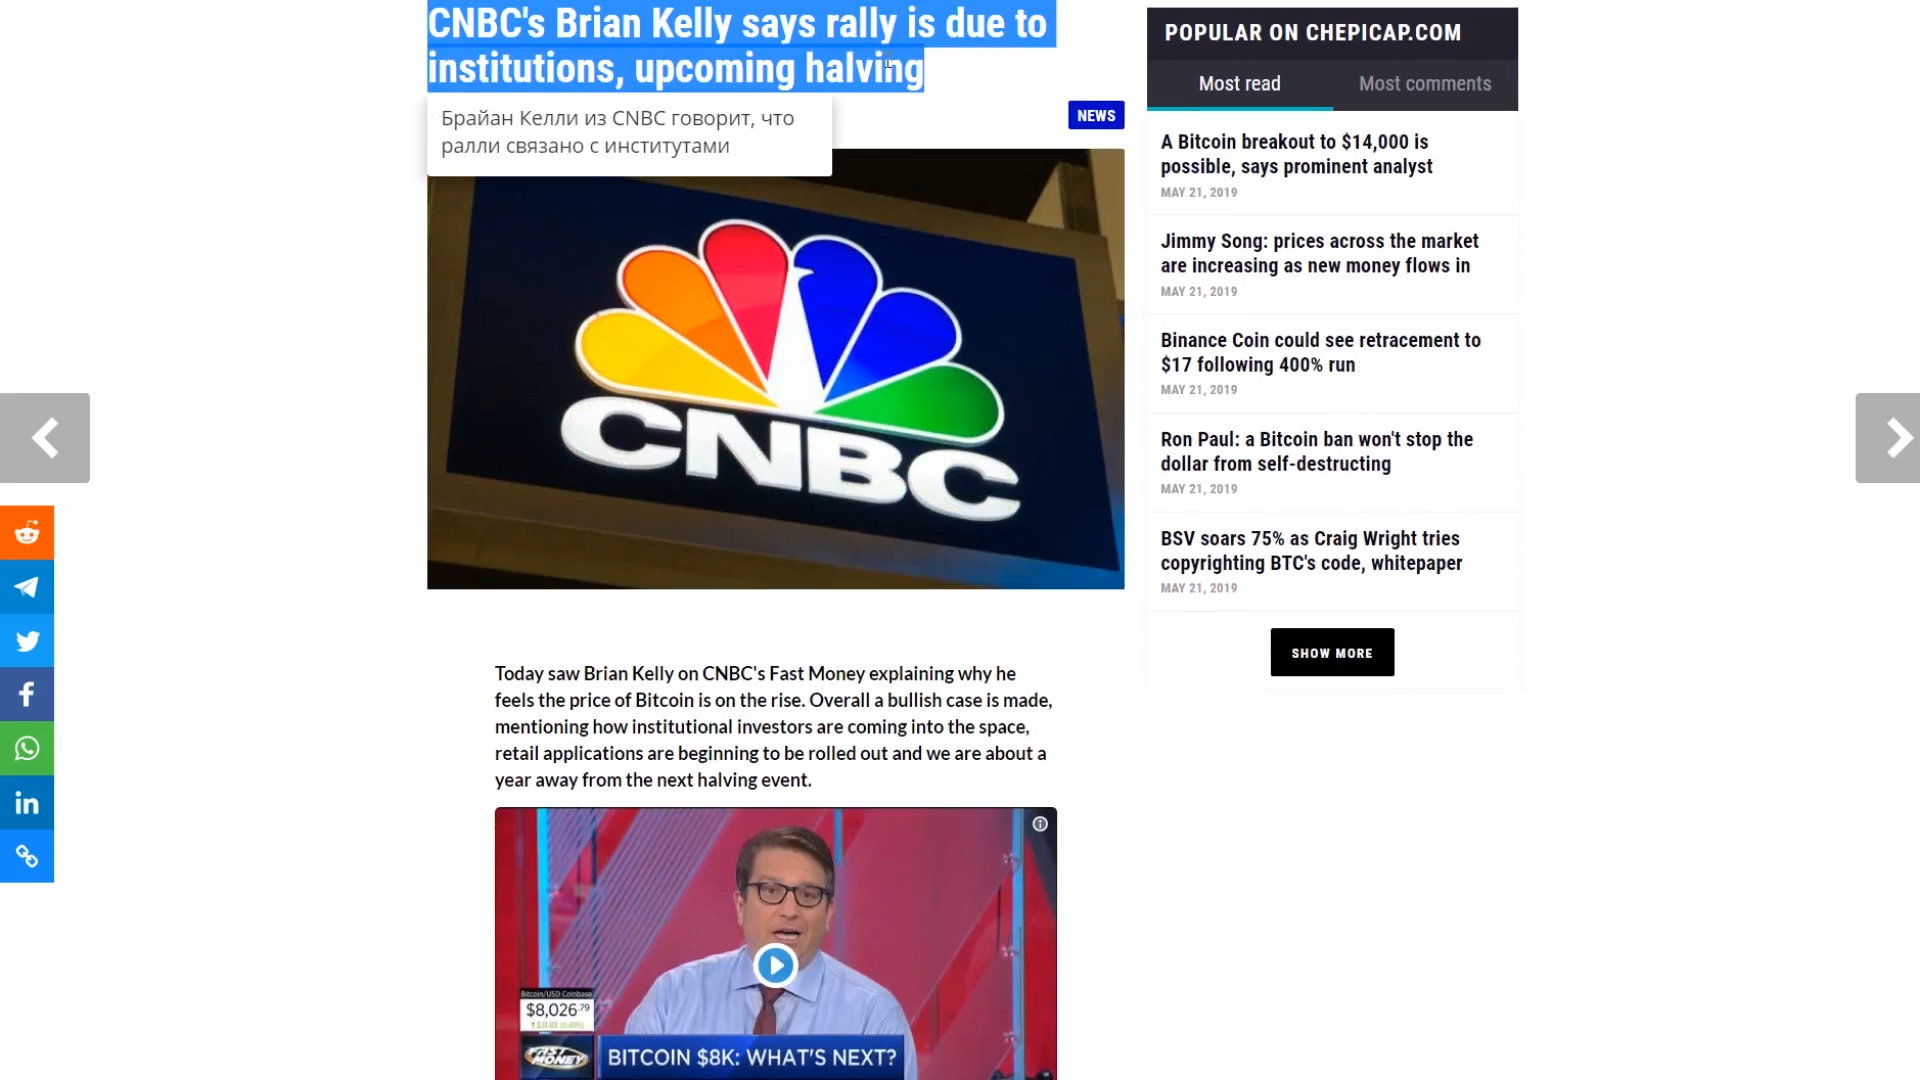 CNBC's Brian Kelly says rally is due to
institutions, upcoming halving
Брайан Келли из CNBC говорит, что
ралли связано с институтами
NEWS
CNBC
Today saw Brian Kelly on CNBC's Fast Money explaining why he
feels the price of Bitcoin is on the rise. Overall a bullish case is made,
mentioning how institutional investors are coming into the space,
retail applications are beginning to be rolled out and we are about a
year away from the next halving event.
Bitcoin/USD Coinbase
$8,026.79
FAST
MONEY
BITCOIN $8K: WHAT'S NEXT?
POPULAR ON CHEPICAP.COM
Most read
Most comments
A Bitcoin breakout to $14,000 is
possible, says prominent analyst
MAY 21, 2019
Jimmy Song: prices across the market
are increasing as new money flows in
MAY 21, 2019
Binance Coin could see retracement to
$17 following 400% run
MAY 21, 2019
Ron Paul: a Bitcoin ban won't stop the
dollar from self-destructing
MAY 21, 2019
BSV soars 75% as Craig Wright tries
copyrighting BTC's code, whitepaper
MAY 21, 2019
SHOW MORE